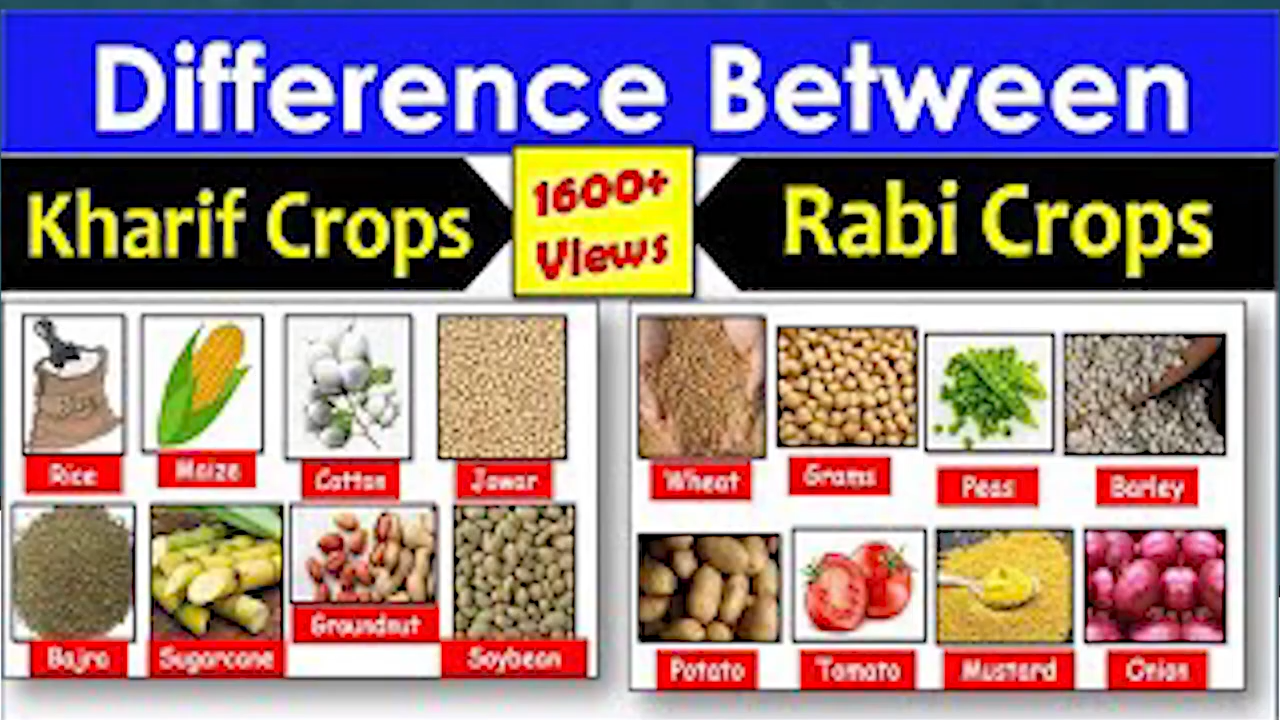 Difference Between
Kharif Crops
1600+
Views
Rabi Crops
Rice
Maize
Cotton
Jowar
Bajra
Sugarcane
Groundnut
Soybean
Wheat
Grams
Peas
Barley
Potato
Tomato
Mustard
Onion